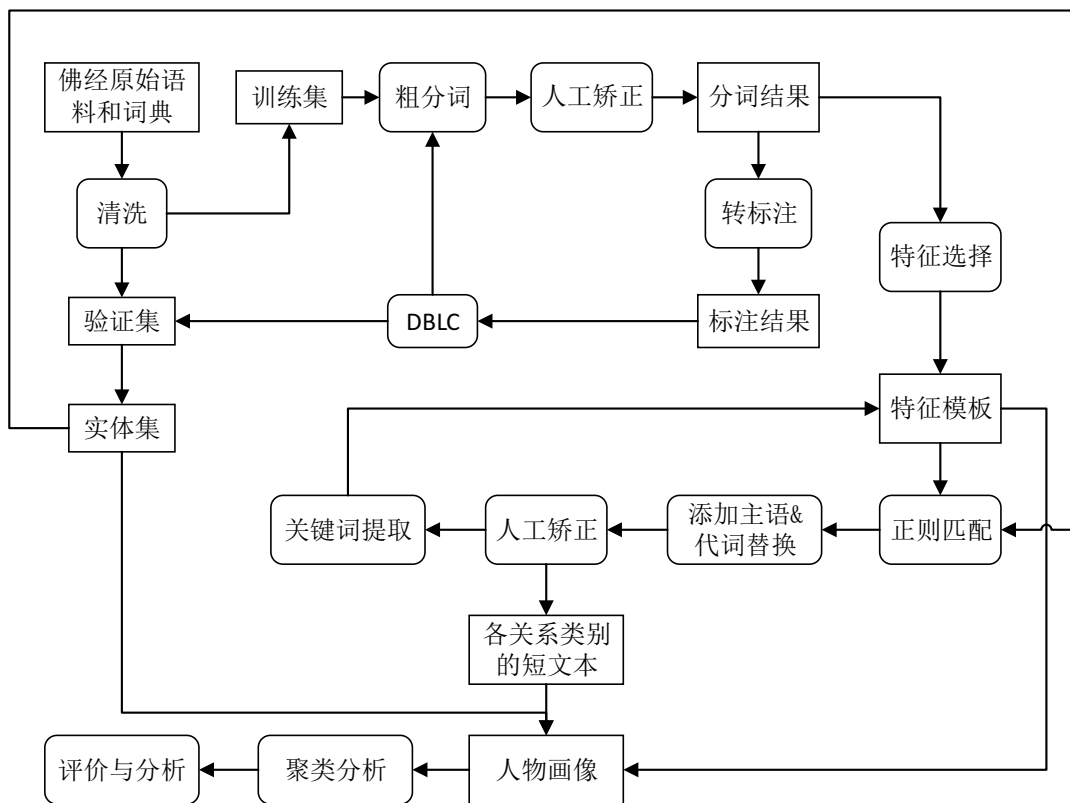 佛经原始语
料和词典
训练集
粗分词
人工矫正
分词结果
清洗
转标注
特征选择
验证集
DBLC
标注结果
实体集
特征模板
关键词提取
人工矫正
添加主语&
代词替换
正则匹配
各关系类别
的短文本
评价与分析
聚类分析
人物画像